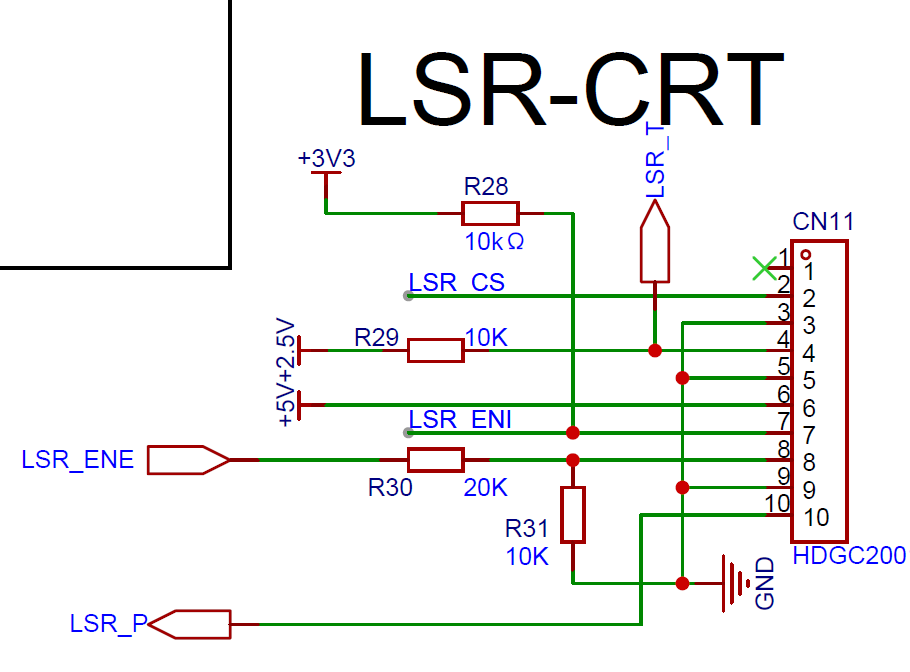 LSR-CRT
+3V3
R28
10kΩ
LSR_T
CN11
LSR_CS
R29
10K
+2.5V
+5V
LSR_ENI
LSR_ENE
R30
20K
R31
10K
1
2
3
4
5
6
7
8
9
10
1
2
3
4
5
6
7
8
9
10
HDGC200
GND
LSR_P